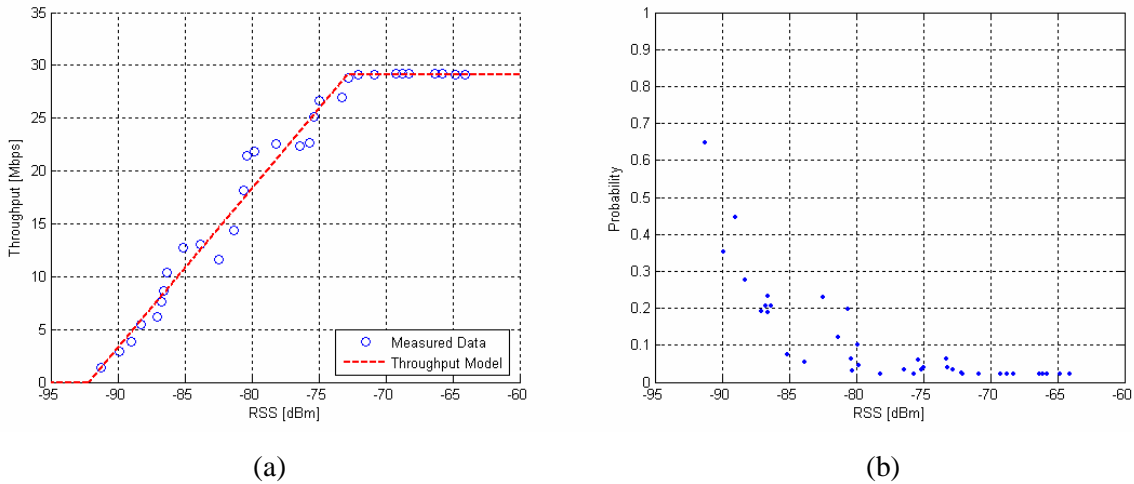 35
30
25
20
15
10
5
0
Throughput [Mbps]
-95 -90 -85 -80 -75 -70 -65 -60
RSS [dBm]
Measured Data
Throughput Model
(a)
1
0.9
0.8
0.7
0.6
0.5
0.4
0.3
0.2
0.1
0
Probability
-95 -90 -85 -80 -75 -70 -65 -60
RSS [dBm]
(b)